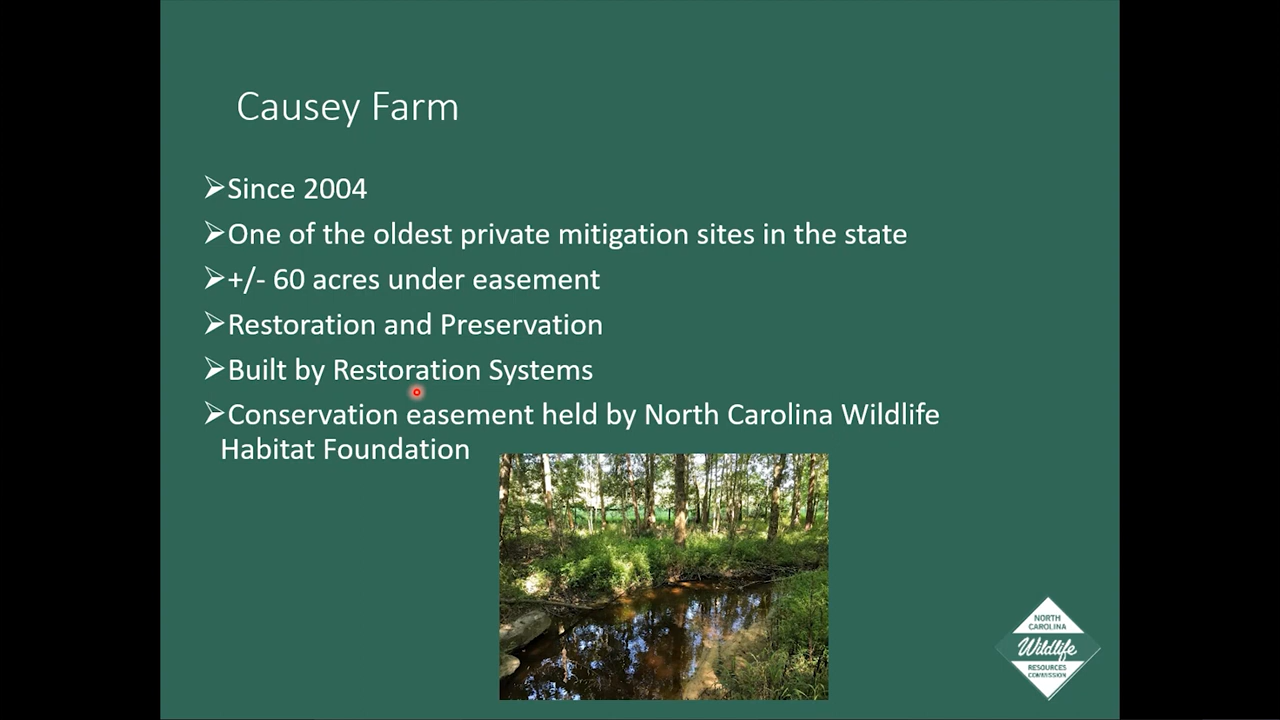 Causey Farm
Since 2004
One of the oldest private mitigation sites in the state
+/- 60 acres under easement
Restoration and Preservation
Built by Restoration Systems
Conservation easement held by North Carolina Wildlife
Habitat Foundation
NORTH
CAROLINA
Wildlife
RESOURCES
COMMISSION